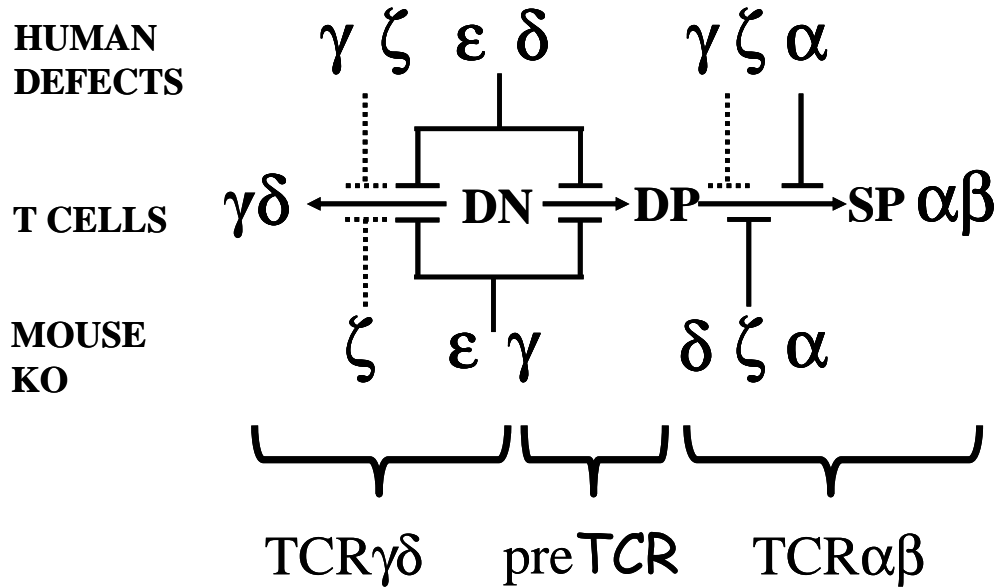 HUMAN DEFECTS
γ ζ ε δ γ ζ α
T CELLS
γδ DN DP SP αβ
MOUSE KO
ζ ε γ δ ζ α
TCRγδ preTCR TCRαβ